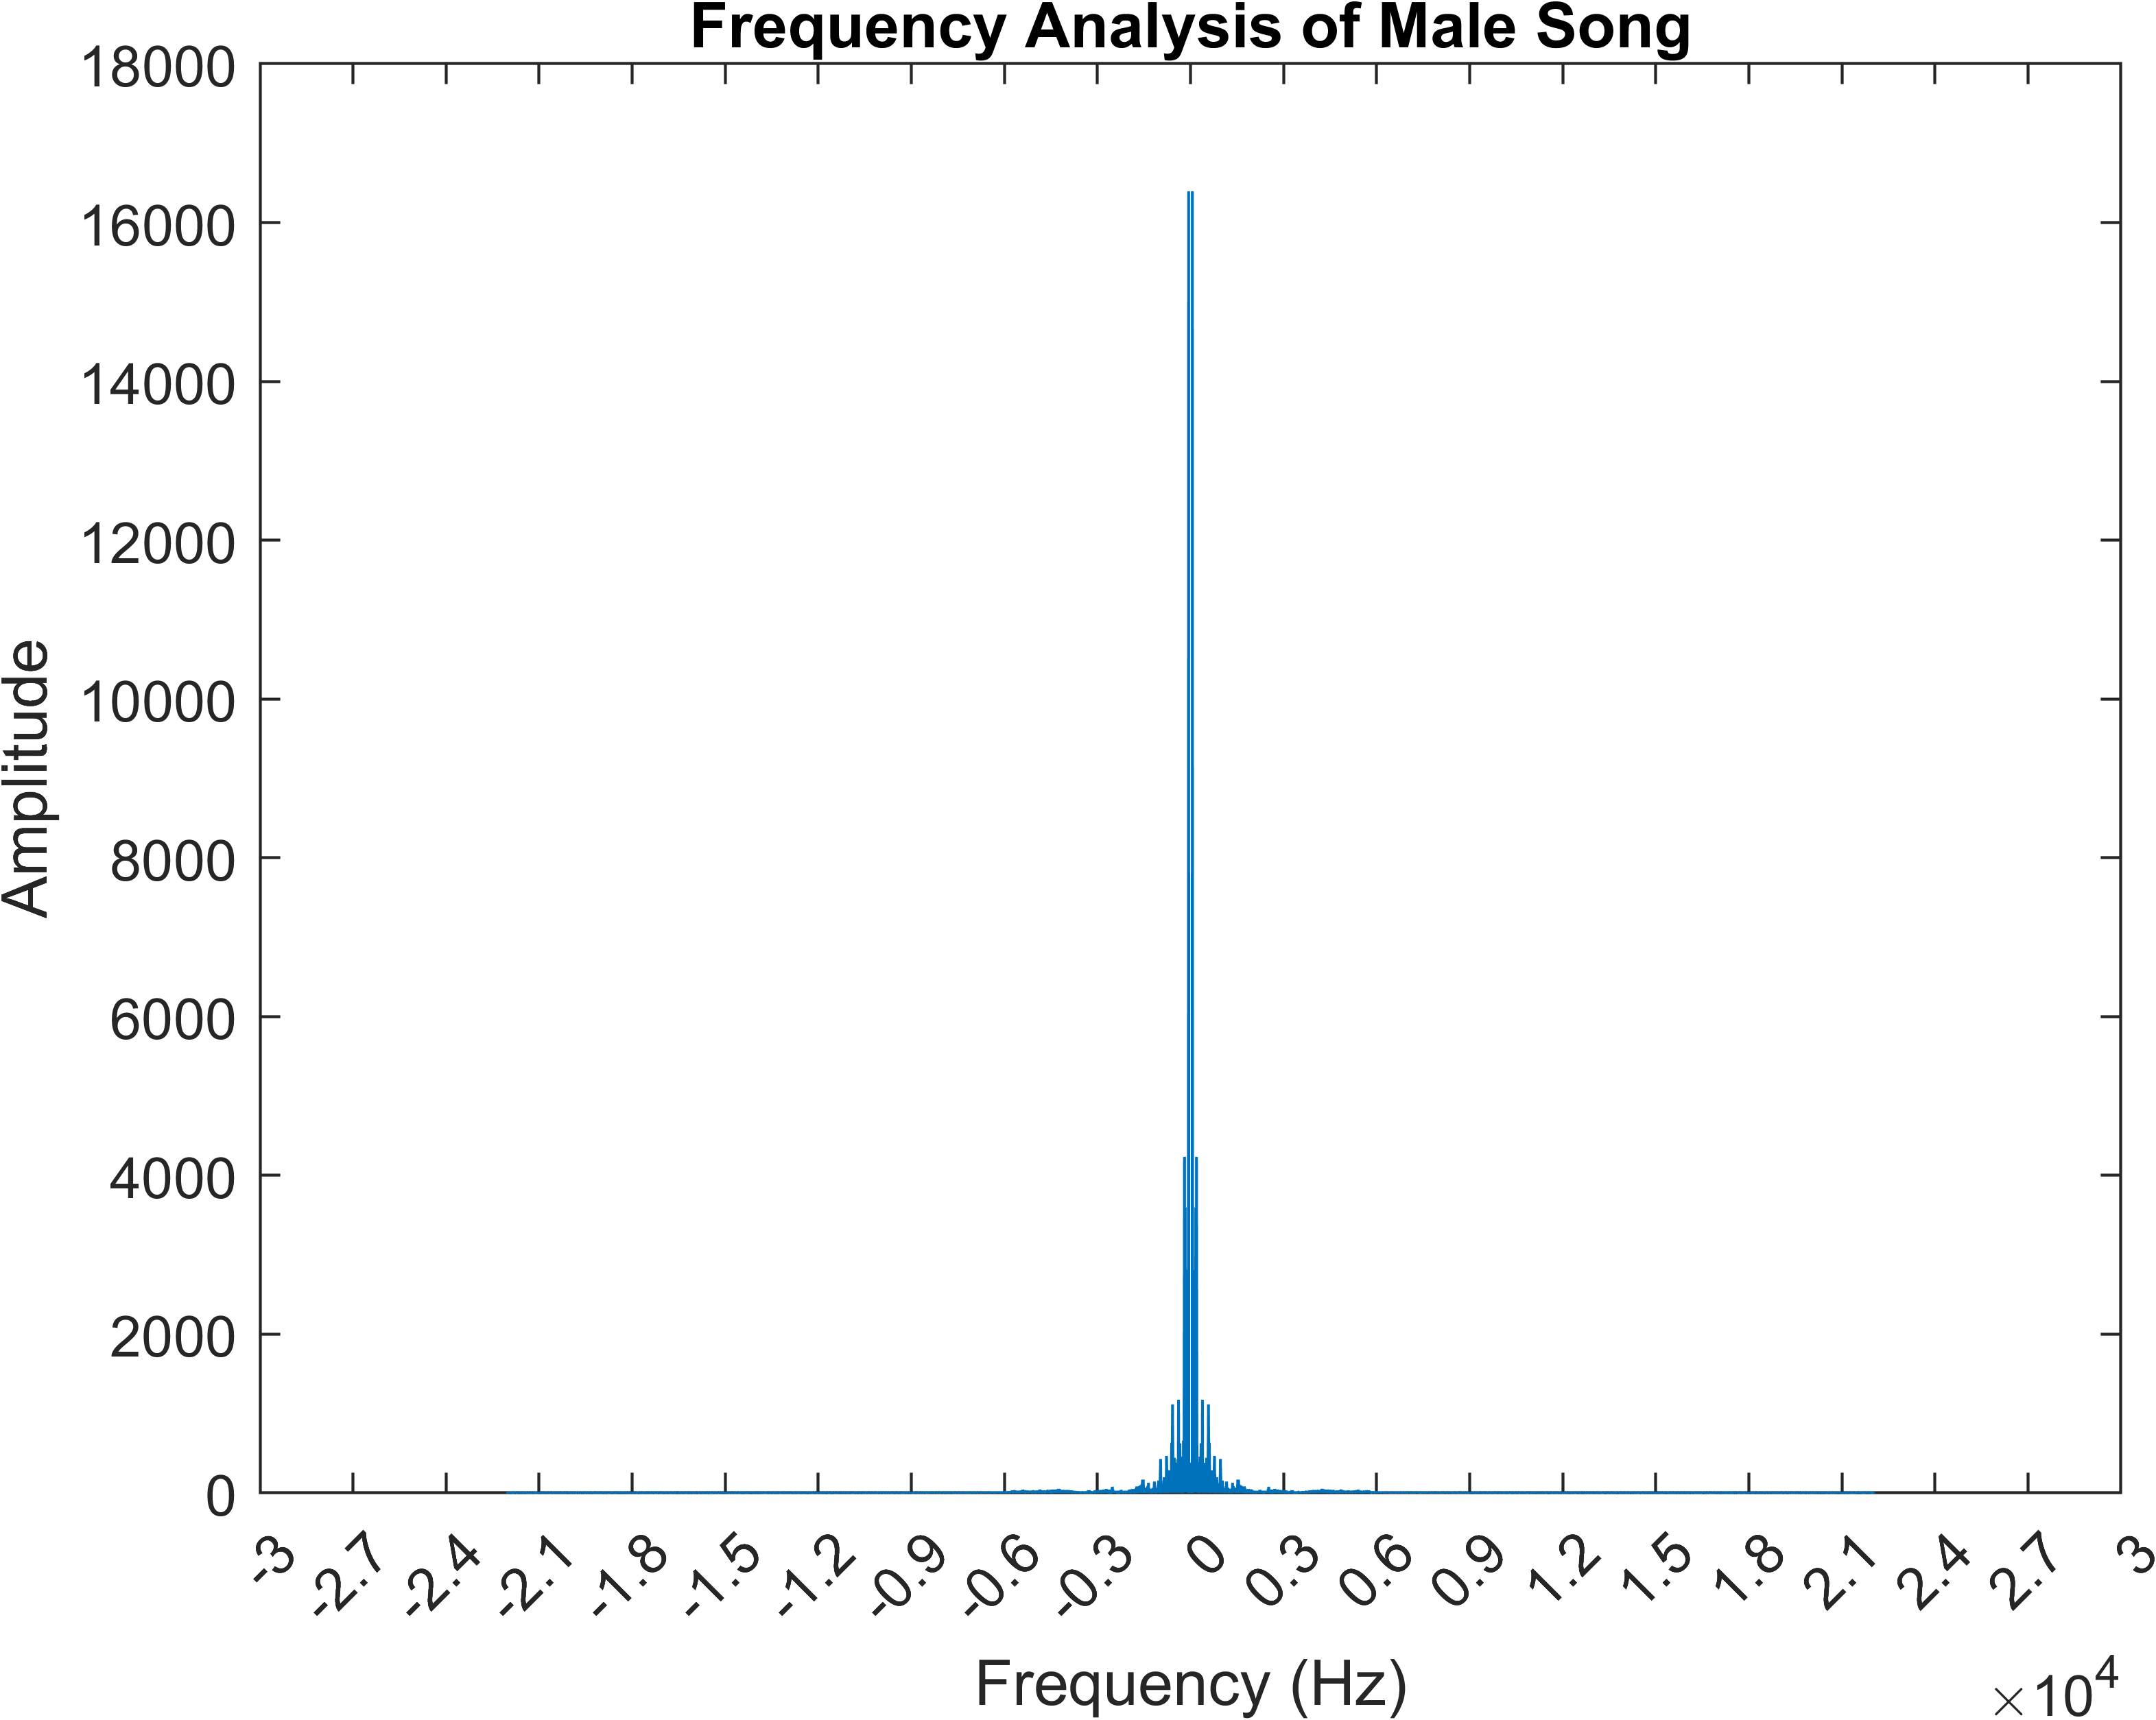 Frequency Analysis of Male Song
18000
16000
14000
12000
10000
8000
6000
4000
2000
0
Amplitude
-3 -2.7 -2.4 -2.1 -1.8 -1.5 -1.2 -0.9 -0.6 -0.3 0 0.3 0.6 0.9 1.2 1.5 1.8 2.1 2.4 2.7 3
Frequency (Hz)
×10⁴